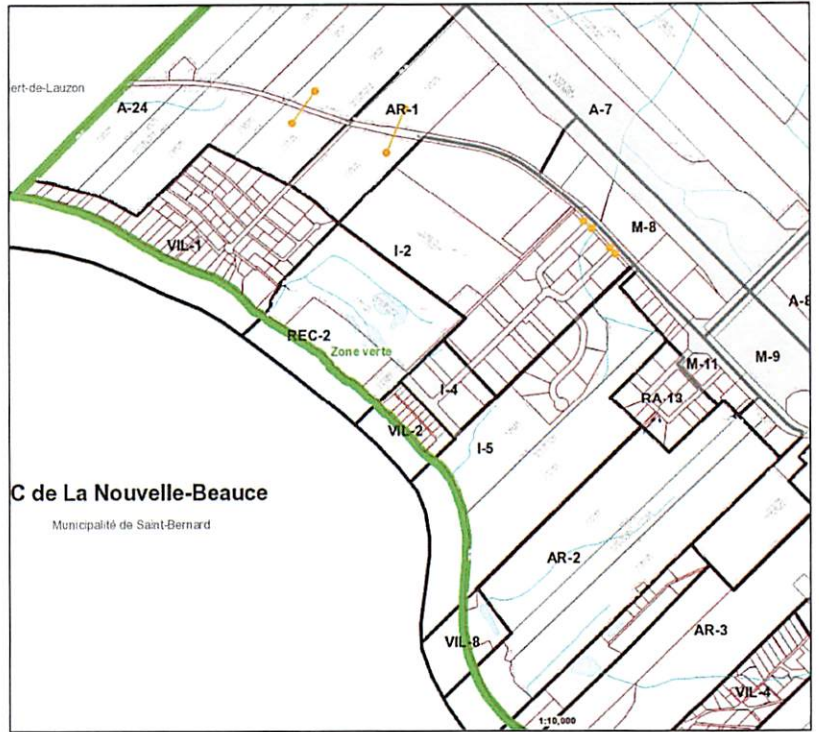 ert-de-Lauzon
A-24
AR-1
A-7
VIL-1
I-2
M-8
A-8
REC-2
Zone verte
I-4
M-11
M-9
RA-13
VIL-2
I-5
C de La Nouvelle-Beauce
Municipalité de Saint-Bernard
AR-2
AR-3
VIL-8
VIL-4
1:10,000